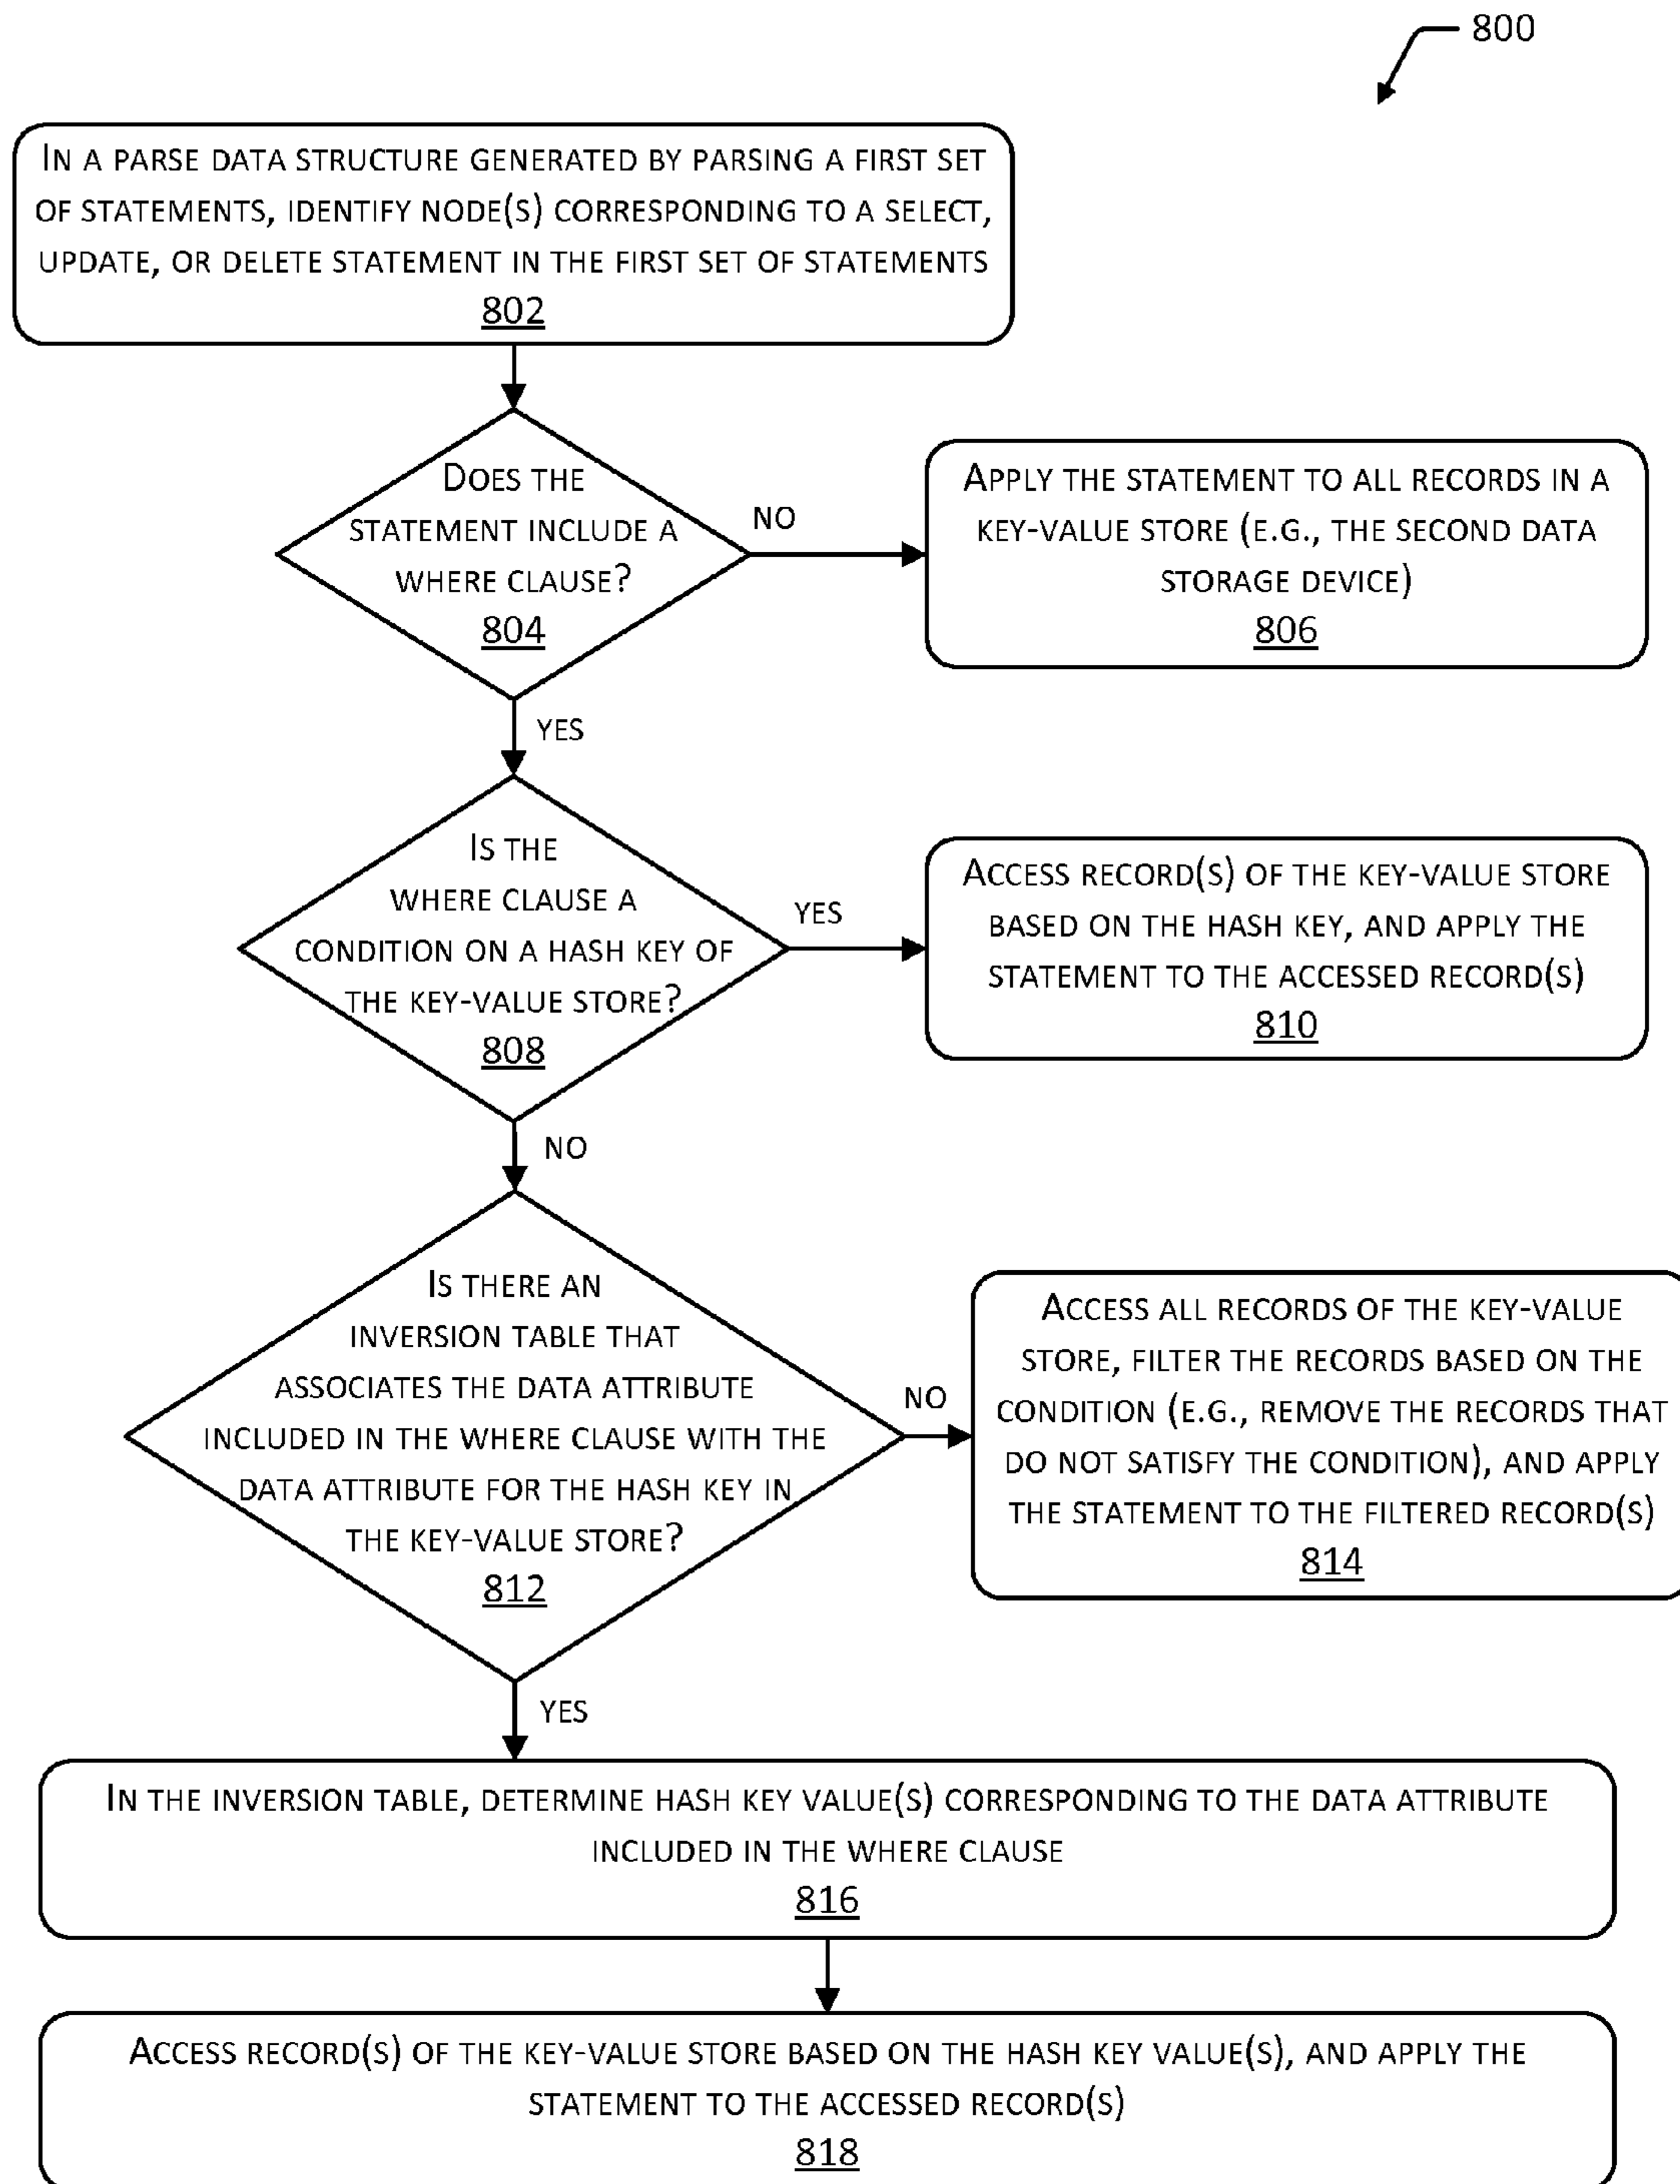 800
In a parse data structure generated by parsing a first set
of statements, identify node(s) corresponding to a select,
update, or delete statement in the first set of statements
802
Does the
statement include a
where clause?
804
no
Apply the statement to all records in a
key-value store (e.g., the second data
storage device)
806
yes
Is the
where clause a
condition on a hash key of
the key-value store?
808
yes
Access record(s) of the key-value store
based on the hash key, and apply the
statement to the accessed record(s)
810
no
Is there an
inversion table that
associates the data attribute
included in the where clause with the
data attribute for the hash key in
the key-value store?
812
no
Access all records of the key-value
store, filter the records based on the
condition (e.g., remove the records that
do not satisfy the condition), and apply
the statement to the filtered record(s)
814
yes
In the inversion table, determine hash key value(s) corresponding to the data attribute
included in the where clause
816
Access record(s) of the key-value store based on the hash key value(s), and apply the
statement to the accessed record(s)
818